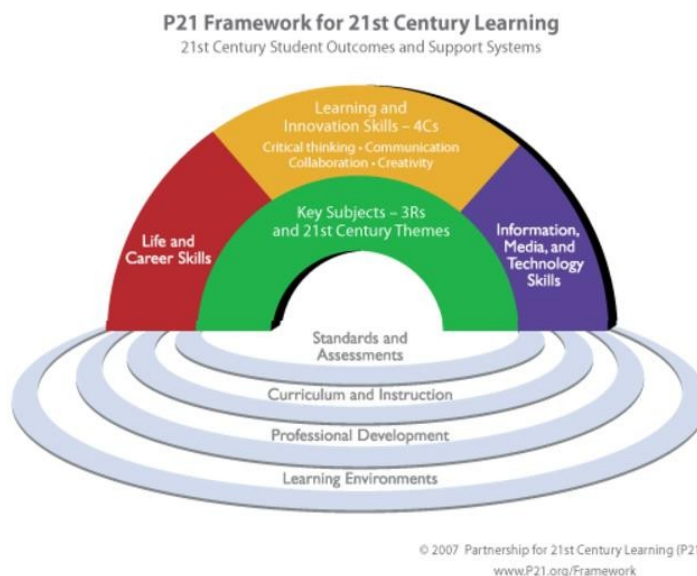 P21 Framework for 21st Century Learning
21st Century Student Outcomes and Support Systems
Learning and
Innovation Skills – 4Cs
Critical thinking • Communication
Collaboration • Creativity
Key Subjects – 3Rs
and 21st Century Themes
Life and
Career Skills
Information,
Media, and
Technology
Skills
Standards and
Assessments
Curriculum and Instruction
Professional Development
Learning Environments
© 2007 Partnership for 21st Century Learning (P21
www.P21.org/Framework